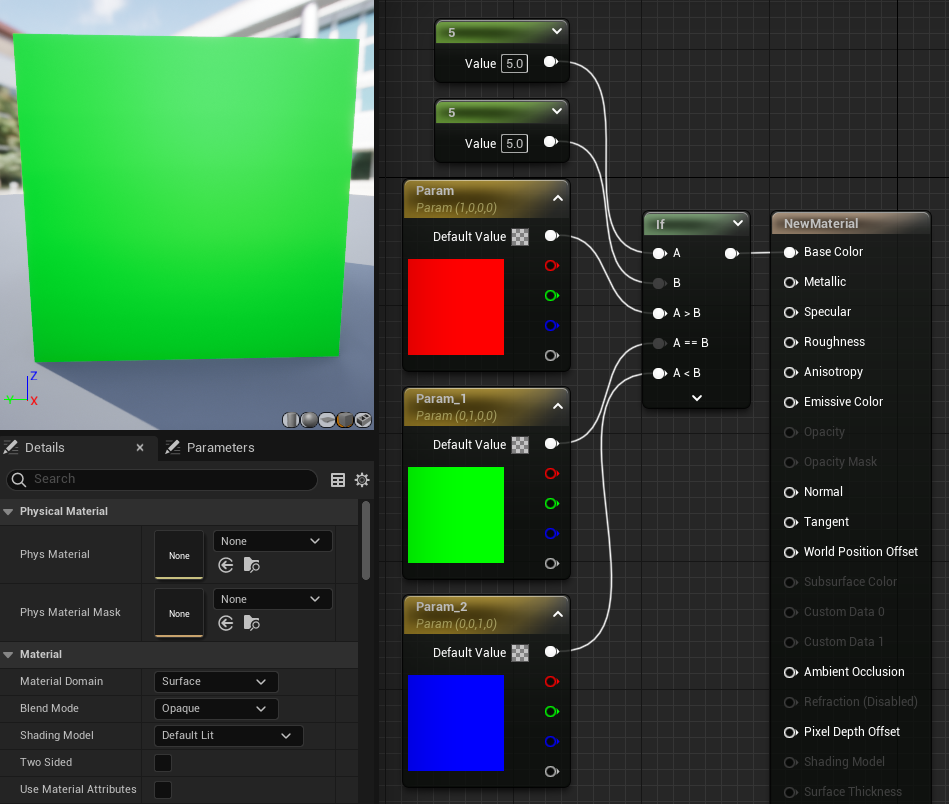 5
Value 5.0
5
Value 5.0
Param
Param (1,0,0,0)
Default Value
Param_1
Param (0,1,0,0)
Default Value
Param_2
Param (0,0,1,0)
Default Value
If
A
B
A > B
A == B
A < B
NewMaterial
Base Color
Metallic
Specular
Roughness
Anisotropy
Emissive Color
Opacity
Opacity Mask
Normal
Tangent
World Position Offset
Subsurface Color
Custom Data 0
Custom Data 1
Ambient Occlusion
Refraction (Disabled)
Pixel Depth Offset
Shading Model
Surface Thickness
Z
Y
X
Details
Parameters
Search
Physical Material
Phys Material None None
Phys Material Mask None None
Material
Material Domain Surface
Blend Mode Opaque
Shading Model Default Lit
Two Sided
Use Material Attributes